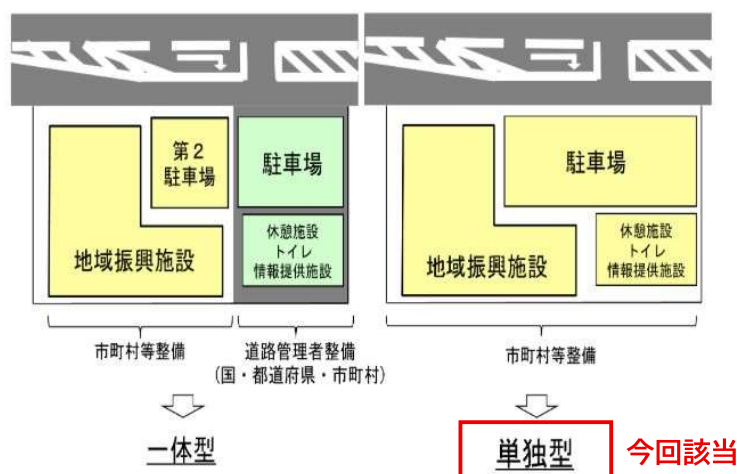 第2
駐車場
駐車場
地域振興施設
休憩施設
トイレ
情報提供施設
市町村等整備
道路管理者整備
(国・都道府県・市町村)
一体型
駐車場
地域振興施設
休憩施設
トイレ
情報提供施設
市町村等整備
単独型
今回該当